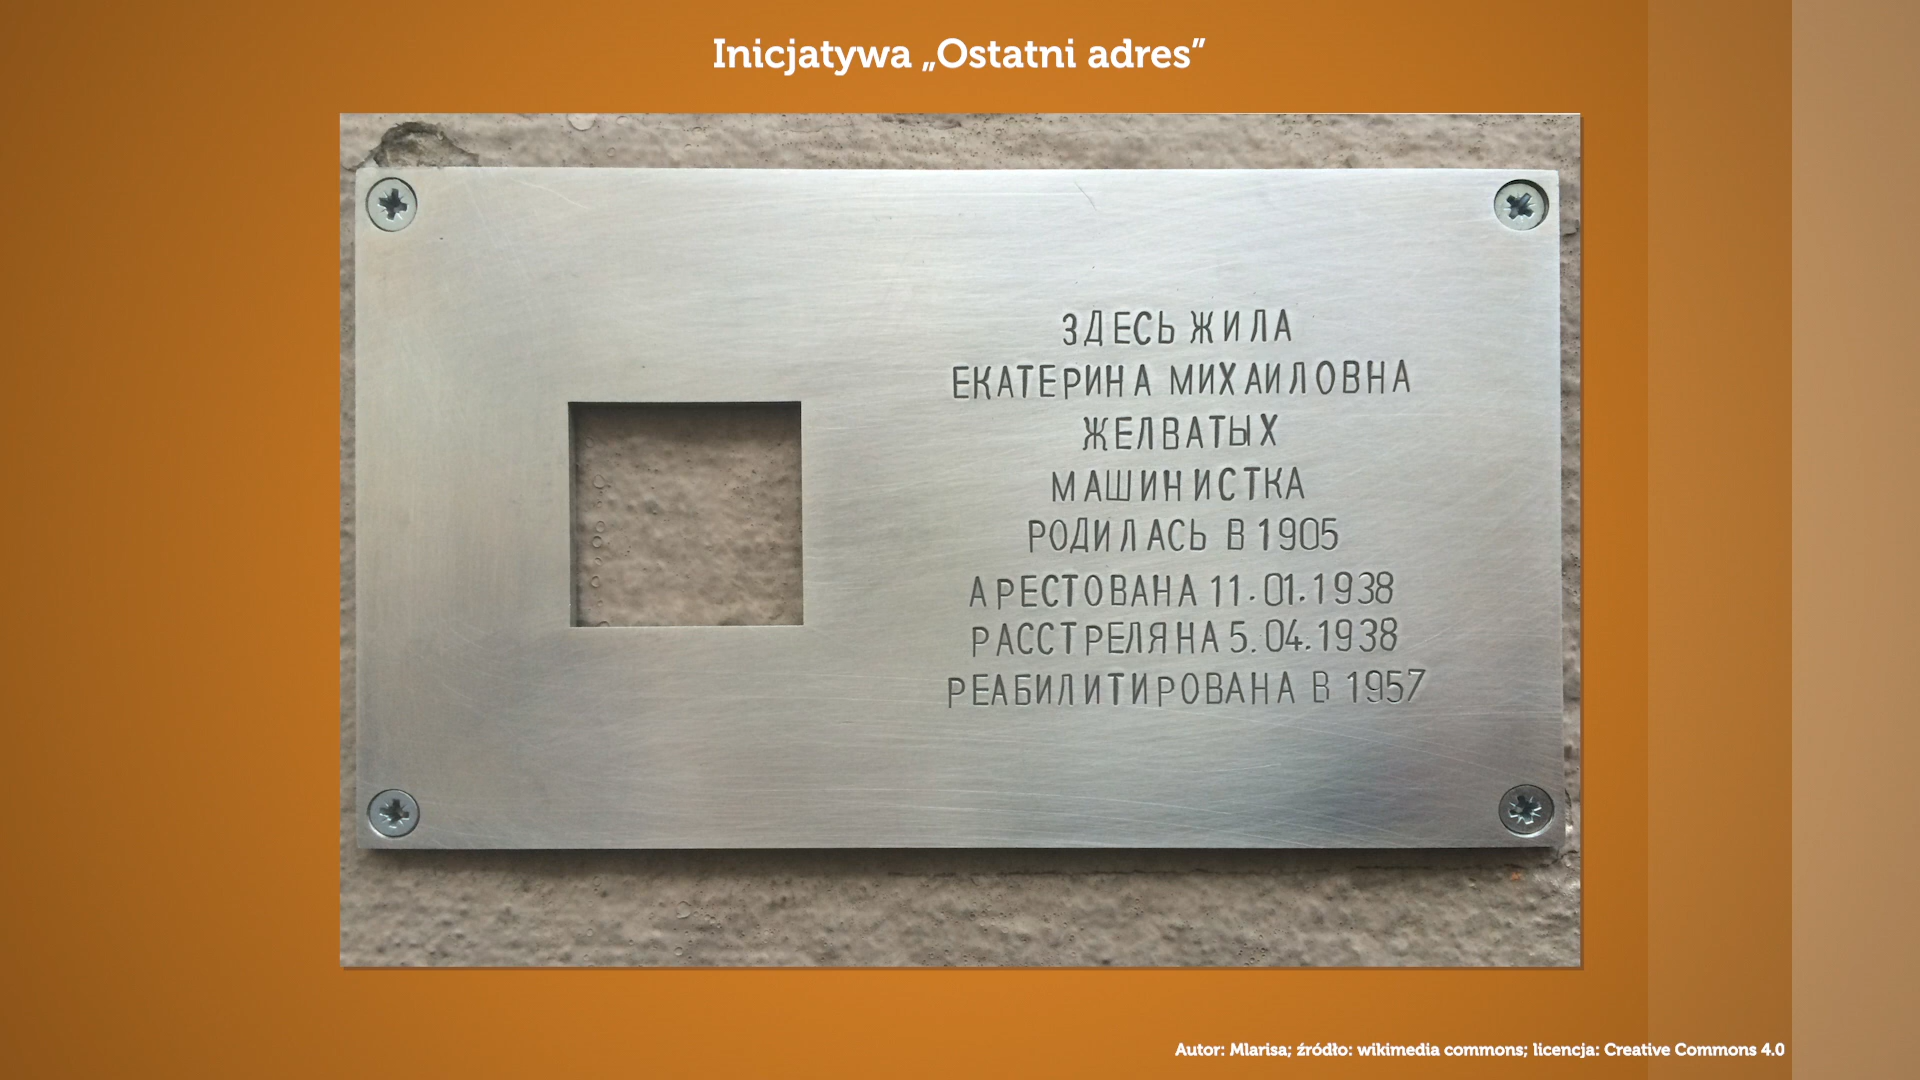 Inicjatywa „Ostatni adres”
ЗДЕСЬ ЖИЛА
ЕКАТЕРИНА МИХАИЛОВНА
ЖЕЛВАТЫХ
МАШИНИСТКА
РОДИЛАСЬ В 1905
АРЕСТОВАНА 11.01.1938
РАССТРЕЛЯНА 5.04.1938
РЕАБИЛИТИРОВАНА В 1957
Autor: Mlarisa; źródło: wikimedia commons; licencja: Creative Commons 4.0